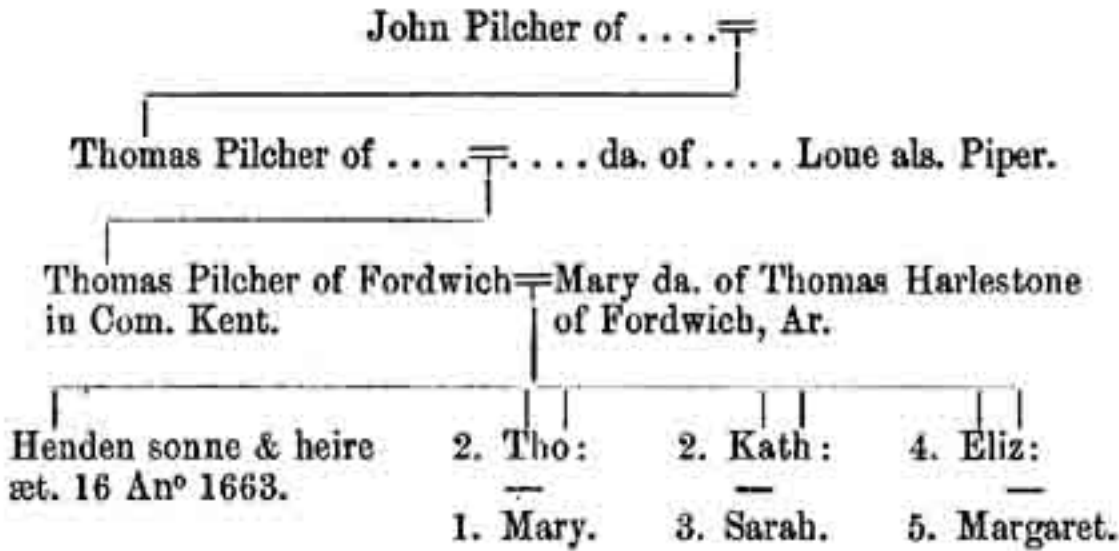 John Pilcher of . . . .
Thomas Pilcher of . . . . . . . . da. of . . . . Loue als. Piper.
Thomas Pilcher of Fordwich Mary da. of Thomas Harlestone
in Com. Kent. of Fordwich, Ar.
Henden sonne & heire 2. Tho: 2. Kath: 4. Eliz:
æt. 16 Anº 1663.
1. Mary. 3. Sarah. 5. Margaret.